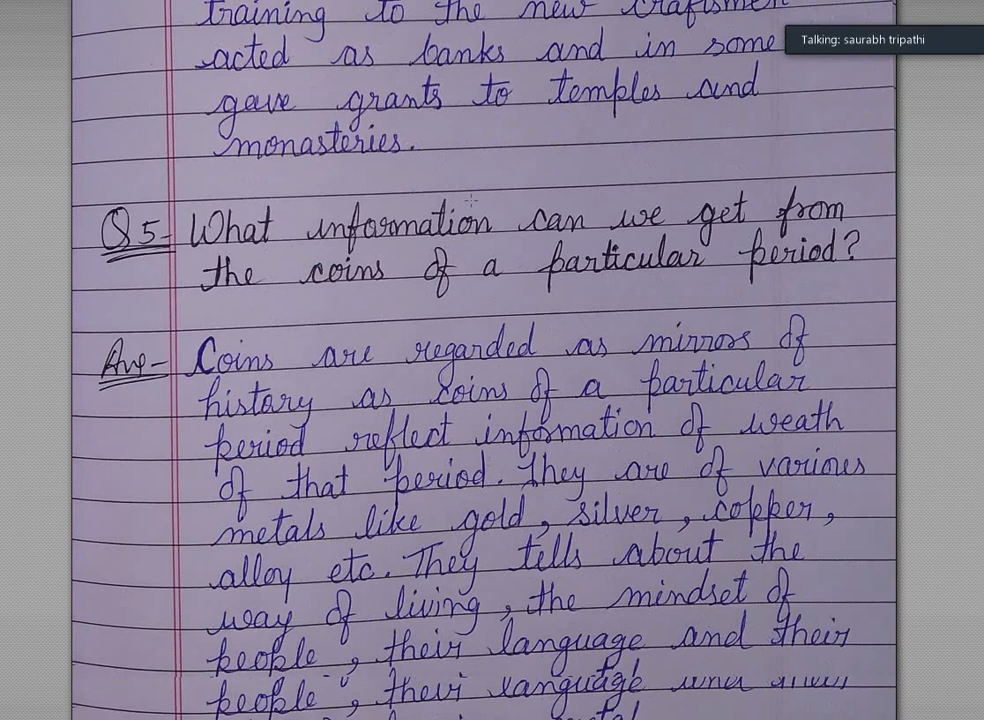 training to the new craftsmen
acted as banks and in some
Talking: saurabh tripathi
gave grants to temples and
monasteries.
Q5- What information can we get from
the coins of a particular period?
Ans- Coins are regarded as mirrors of
history as coins of a particular
period reflect information of weath
of that period. They are of various
metals like gold, silver, copper,
alloy etc. They tells about the
way of living, the mindset of
people, their language and their
people, their language and